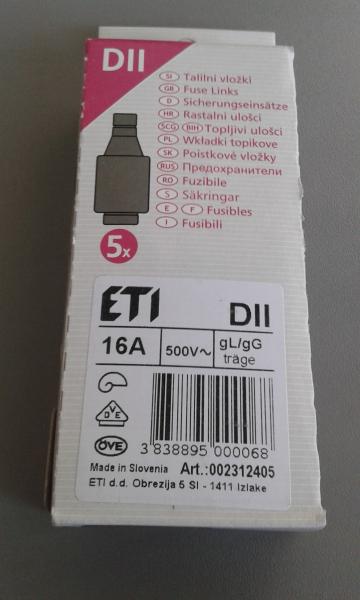 DII
SI Talilni vložki
GB Fuse Links
D Sicherungseinsätze
HR Rastalni ulošci
SCG BIH Topljivi ulošci
PL Wkładki topikowe
SK Poistkové vložky
RUS Предохранители
RO Fuzibile
S Säkringar
E F Fusibles
I Fusibili
5x
ETI DII
16A 500V~ gL/gG
träge
DVE
ÖVE
3 838895 000068
Made in Slovenia Art.:002312405
ETI d.d. Obrezija 5 SI - 1411 Izlake